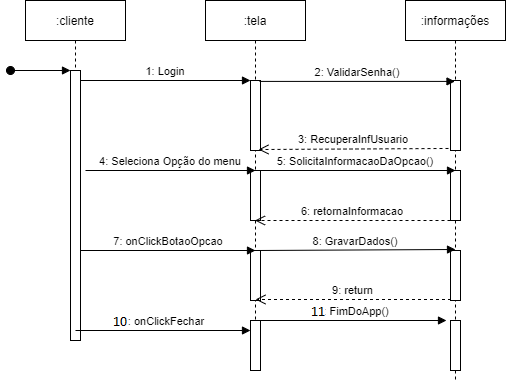 :cliente :tela :informações
1: Login 2: ValidarSenha()
3: RecuperaInfUsuario
4: Seleciona Opção do menu 5: SolicitaInformacaoDaOpcao()
6: retornaInformacao
7: onClickBotaoOpcao 8: GravarDados()
9: return
10: onClickFechar 11: FimDoApp()